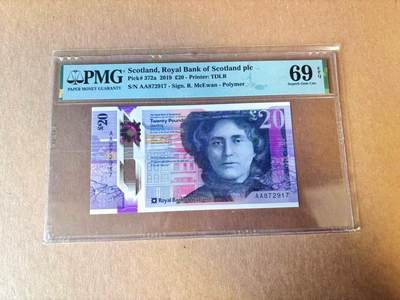 PMG
PAPER MONEY GUARANTY
Scotland, Royal Bank of Scotland plc
Pick# 372a 2019 £20 - Printer: TDLR
S/N AA872917 - Sign. R. McEwan - Polymer
69 EPQ
Superb Gem Unc
£20
Twenty Pounds
£20
Royal Bank
AA872917